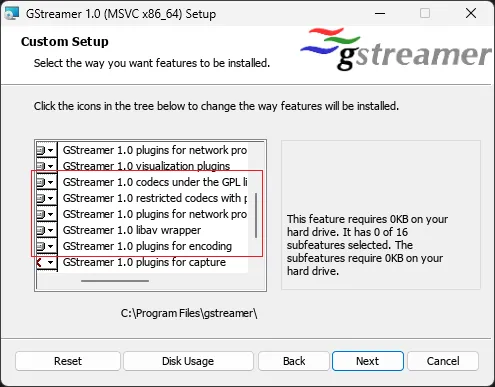 GStreamer 1.0 (MSVC x86_64) Setup
Custom Setup
Select the way you want features to be installed.
gstreamer
Click the icons in the tree below to change the way features will be installed.
GStreamer 1.0 plugins for network pro
GStreamer 1.0 visualization plugins
GStreamer 1.0 codecs under the GPL li
GStreamer 1.0 restricted codecs with p
GStreamer 1.0 plugins for network pro
GStreamer 1.0 libav wrapper
GStreamer 1.0 plugins for encoding
GStreamer 1.0 plugins for capture
This feature requires 0KB on your
hard drive. It has 0 of 16
subfeatures selected. The
subfeatures require 0KB on your
hard drive.
C:\Program Files\gstreamer\
Reset
Disk Usage
Back
Next
Cancel